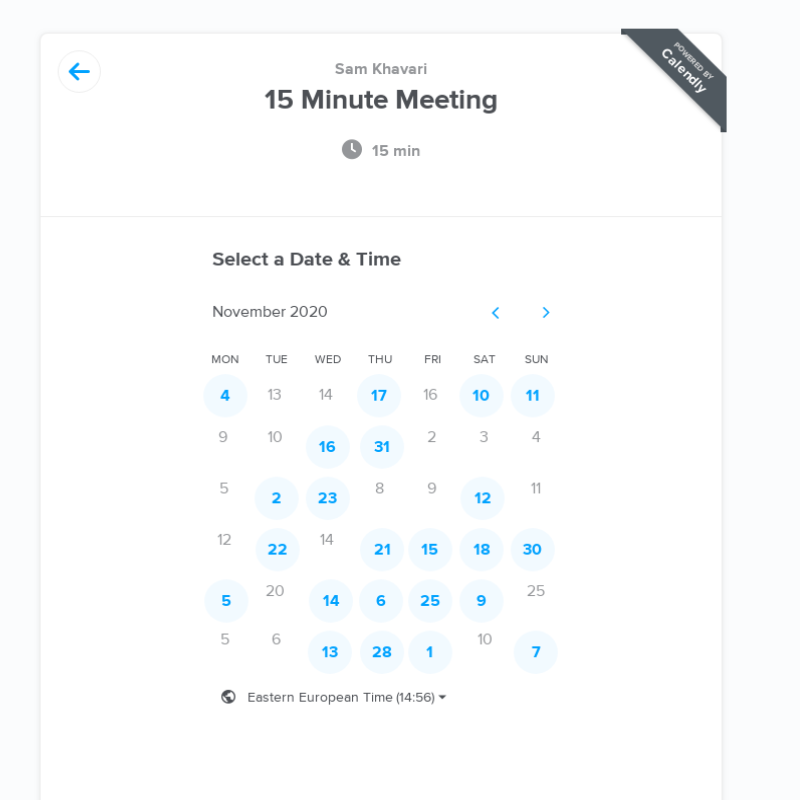 POWERED BY
Calendly
Sam Khavari
15 Minute Meeting
15 min
Select a Date & Time
November 2020
MON TUE WED THU FRI SAT SUN
4 13 14 17 16 10 11
9 10 16 31 2 3 4
5 2 23 8 9 12 11
12 22 14 21 15 18 30
5 20 14 6 25 9 25
5 6 13 28 1 10 7
Eastern European Time (14:56)